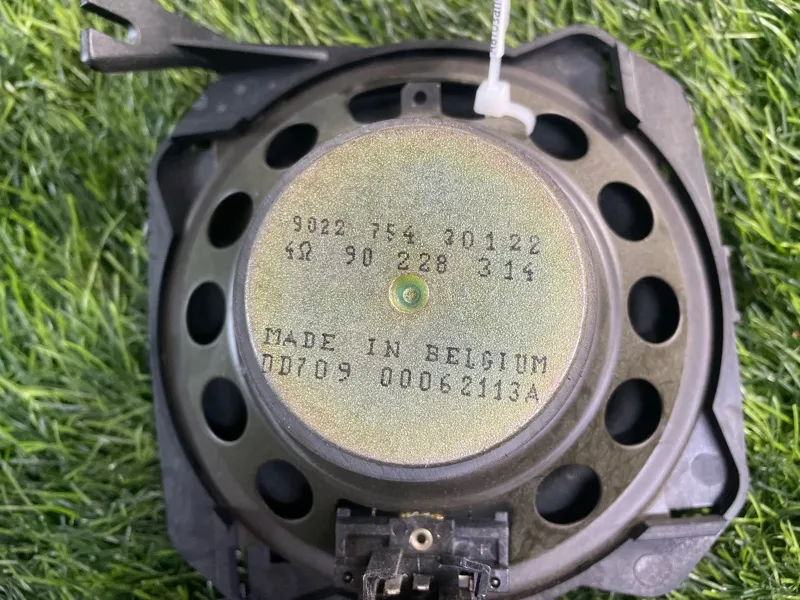 9022 754 30122
4Ω 90 228 314
MADE IN BELGIUM
DD709 00062113A